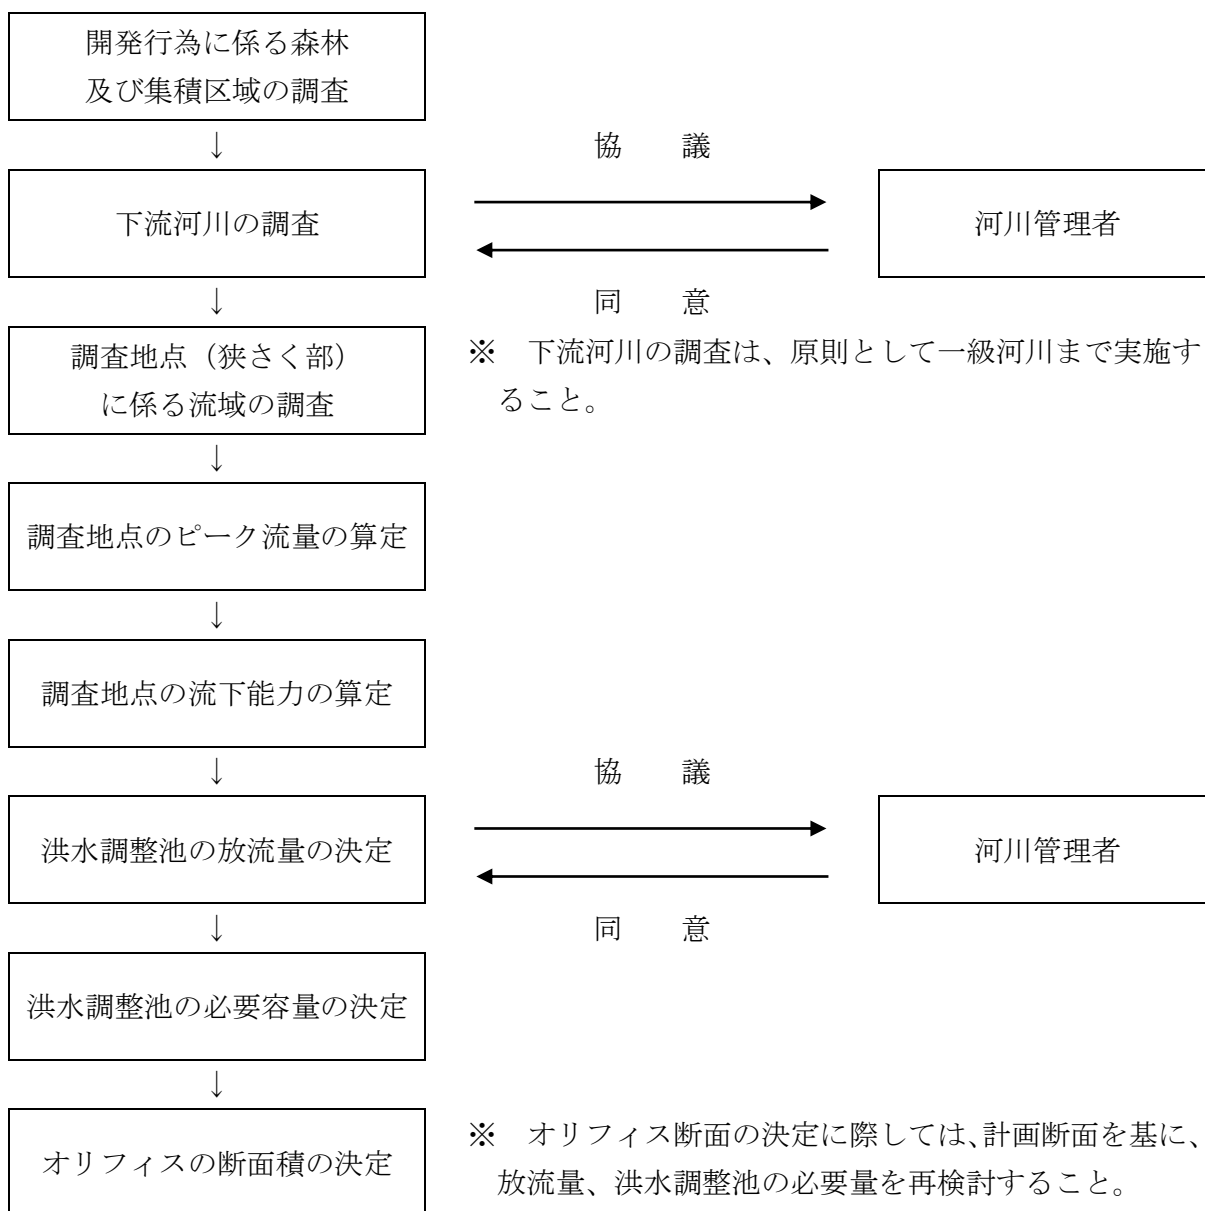 開発行為に係る森林
及び集積区域の調査
↓
協　議
下流河川の調査
河川管理者
↓
同　意
調査地点（狭さく部）
に係る流域の調査
※　下流河川の調査は、原則として一級河川まで実施す
ること。
↓
調査地点のピーク流量の算定
↓
調査地点の流下能力の算定
↓
協　議
洪水調整池の放流量の決定
河川管理者
↓
同　意
洪水調整池の必要容量の決定
↓
オリフィスの断面積の決定
※　オリフィス断面の決定に際しては、計画断面を基に、
放流量、洪水調整池の必要量を再検討すること。